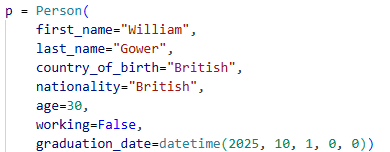 p = Person(
    first_name="William",
    last_name="Gower",
    country_of_birth="British",
    nationality="British",
    age=30,
    working=False,
    graduation_date=datetime(2025, 10, 1, 0, 0))